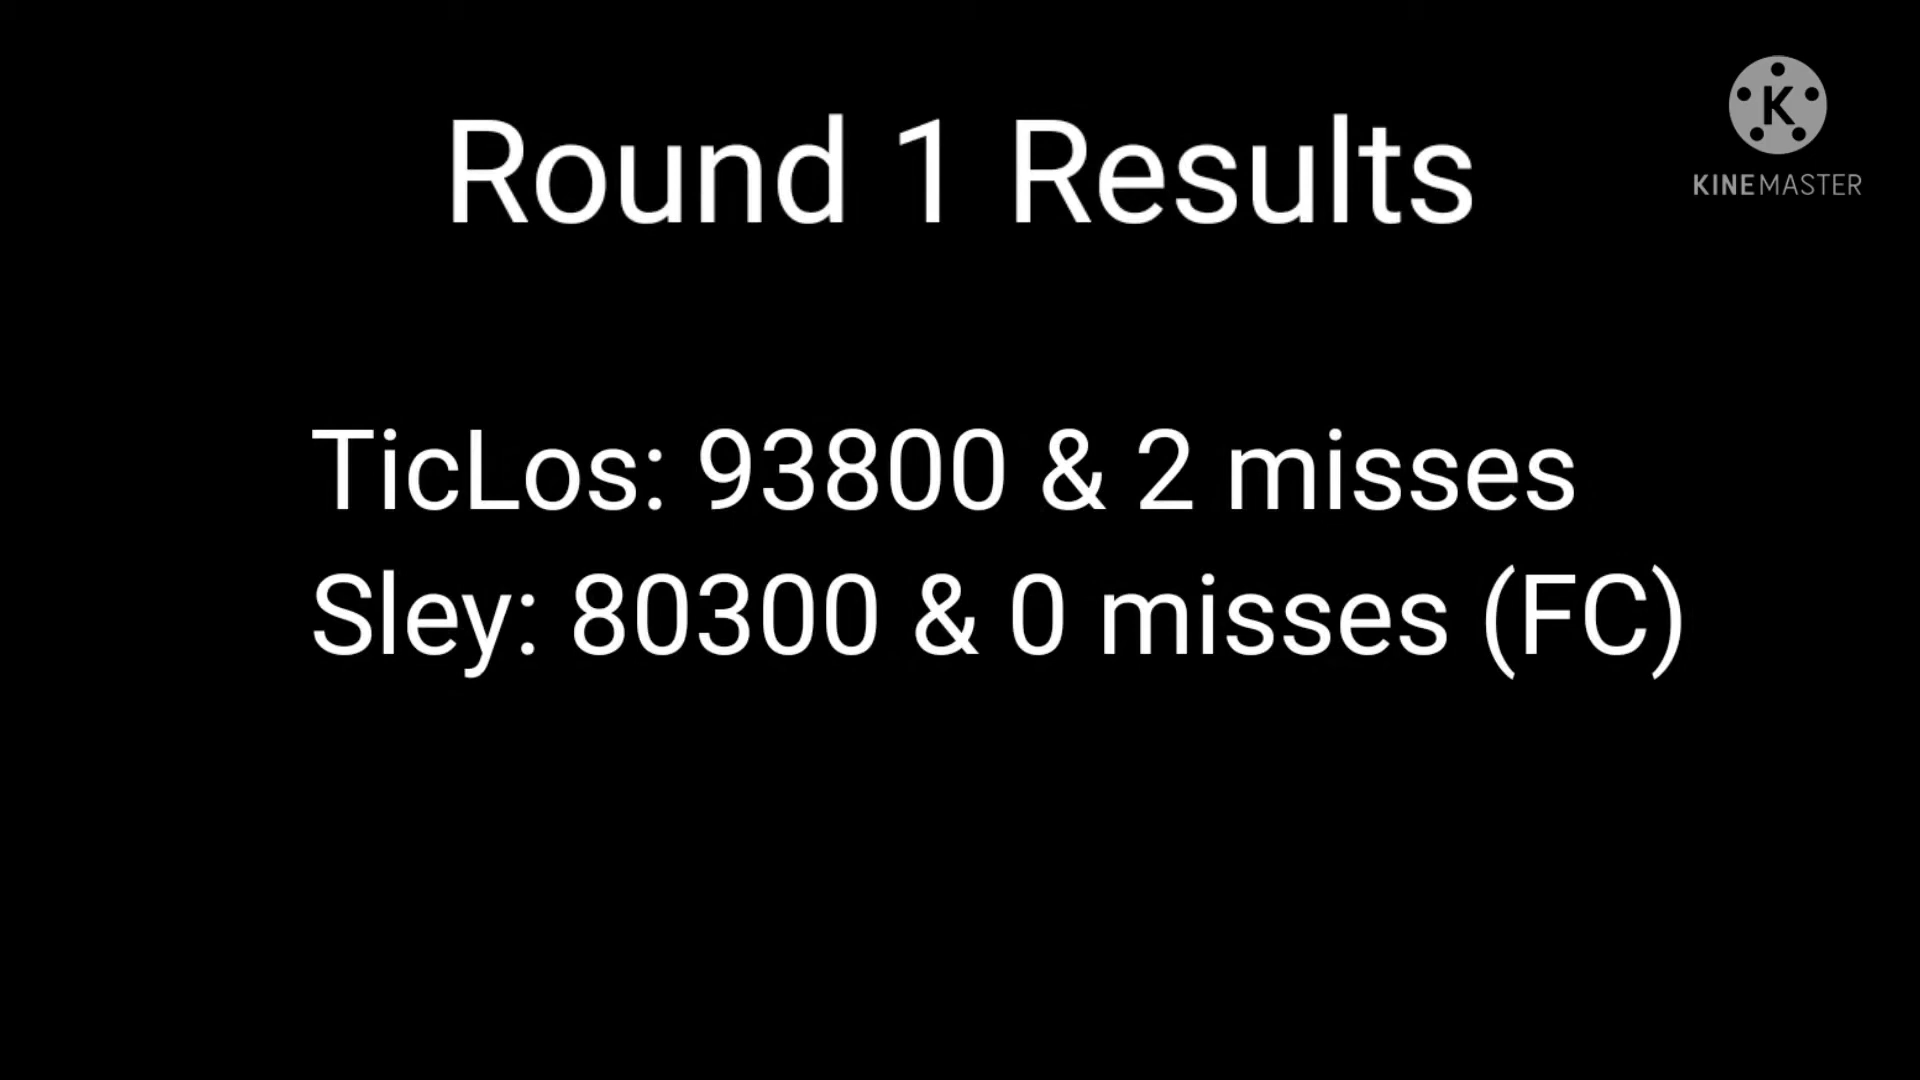 Round 1 Results
K
KINEMASTER
TicLos: 93800 & 2 misses
Sley: 80300 & 0 misses (FC)